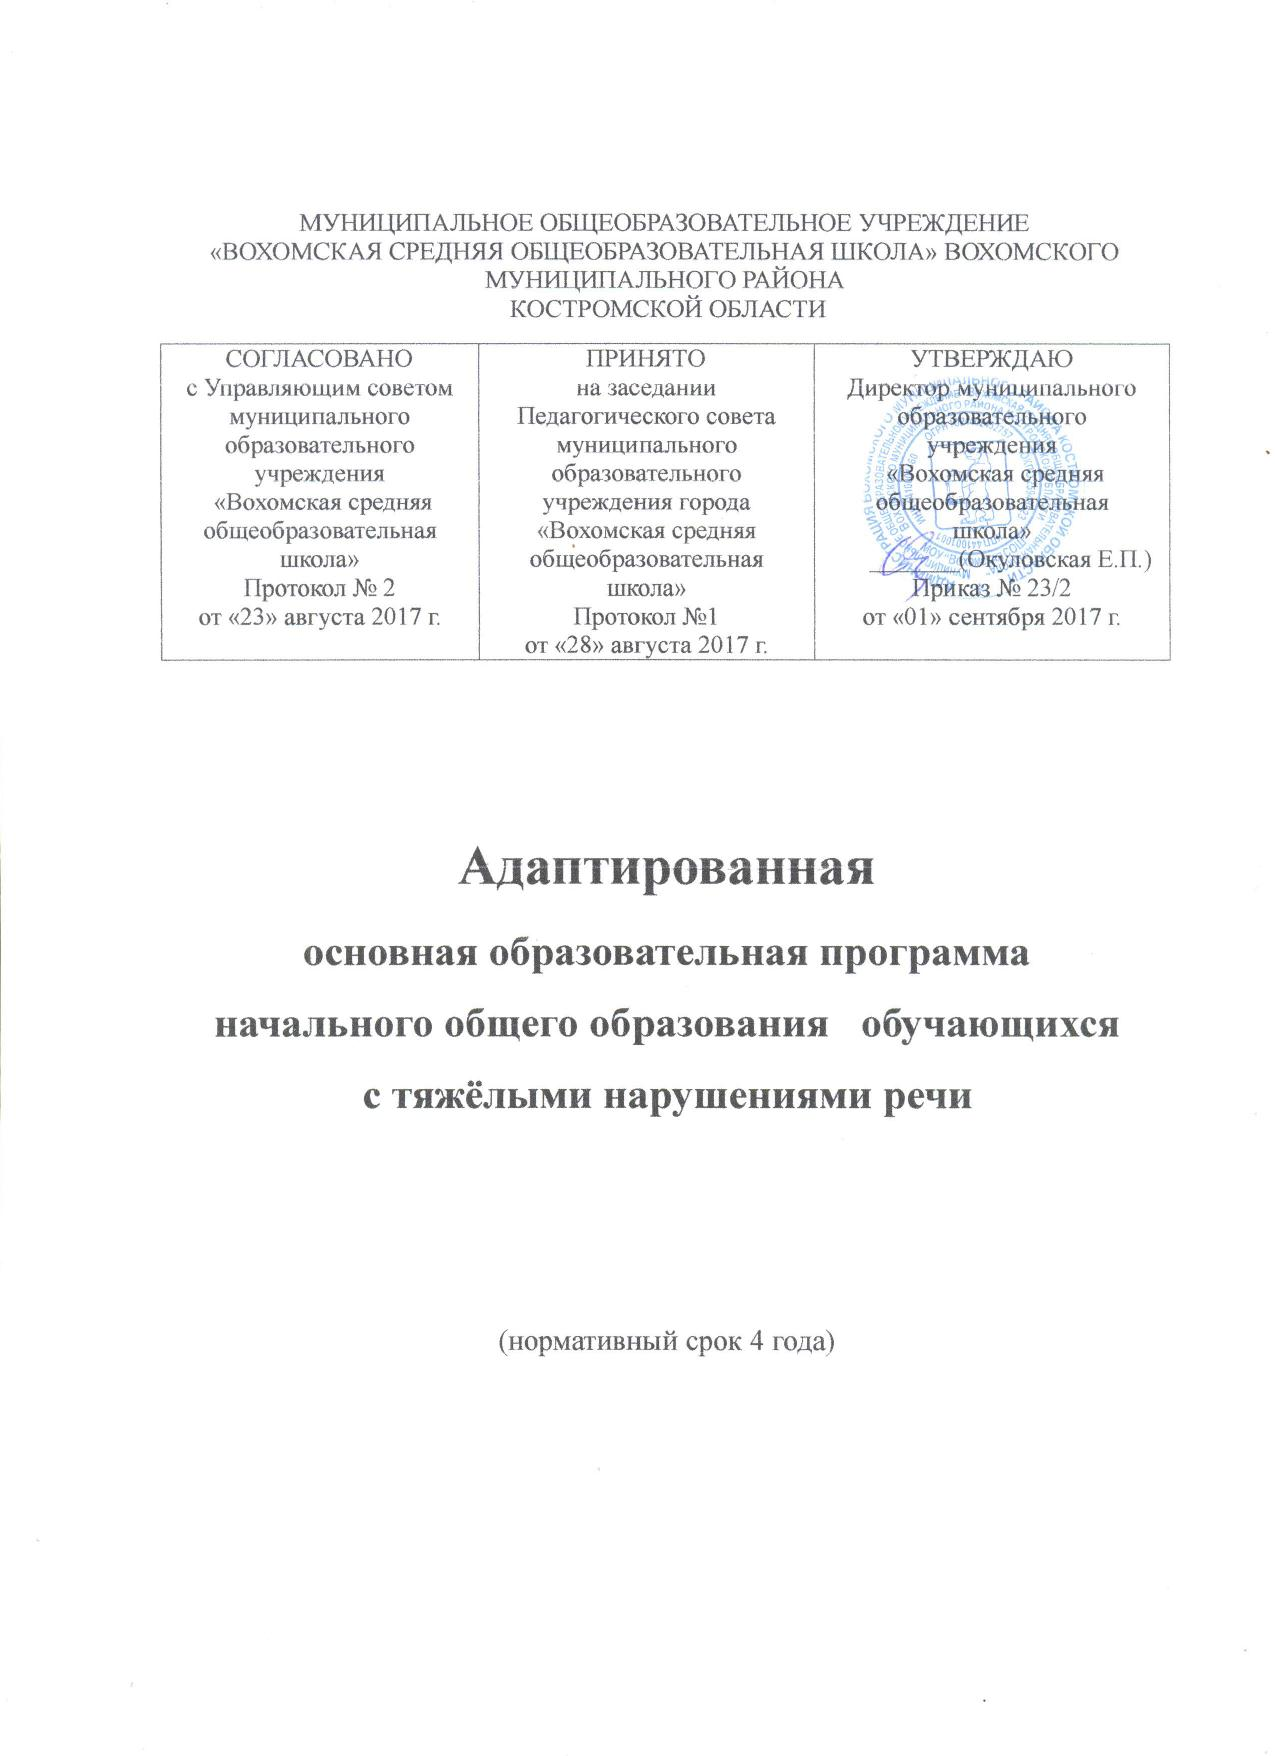 МУНИЦИПАЛЬНОЕ ОБЩЕОБРАЗОВАТЕЛЬНОЕ УЧРЕЖДЕНИЕ
«ВОХОМСКАЯ СРЕДНЯЯ ОБЩЕОБРАЗОВАТЕЛЬНАЯ ШКОЛА» ВОХОМСКОГО
МУНИЦИПАЛЬНОГО РАЙОНА
КОСТРОМСКОЙ ОБЛАСТИ
СОГЛАСОВАНО
с Управляющим советом
муниципального
образовательного
учреждения
«Вохомская средняя
общеобразовательная
школа»
Протокол № 2
от «23» августа 2017 г.
ПРИНЯТО
на заседании
Педагогического совета
муниципального
образовательного
учреждения города
«Вохомская средняя
общеобразовательная
школа»
Протокол №1
от «28» августа 2017 г.
УТВЕРЖДАЮ
Директор муниципального
образовательного
учреждения
«Вохомская средняя
общеобразовательная
школа»
(Окуловская Е.П.)
Приказ № 23/2
от «01» сентября 2017 г.
Адаптированная
основная образовательная программа
начального общего образования обучающихся
с тяжёлыми нарушениями речи
(нормативный срок 4 года)